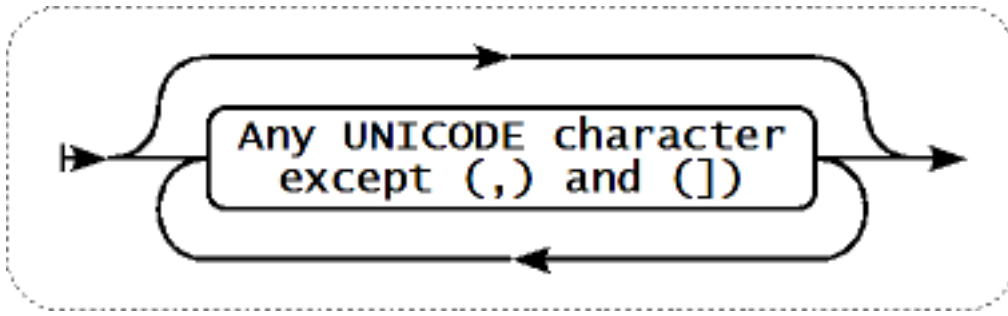 Any UNICODE character
except (,) and (])